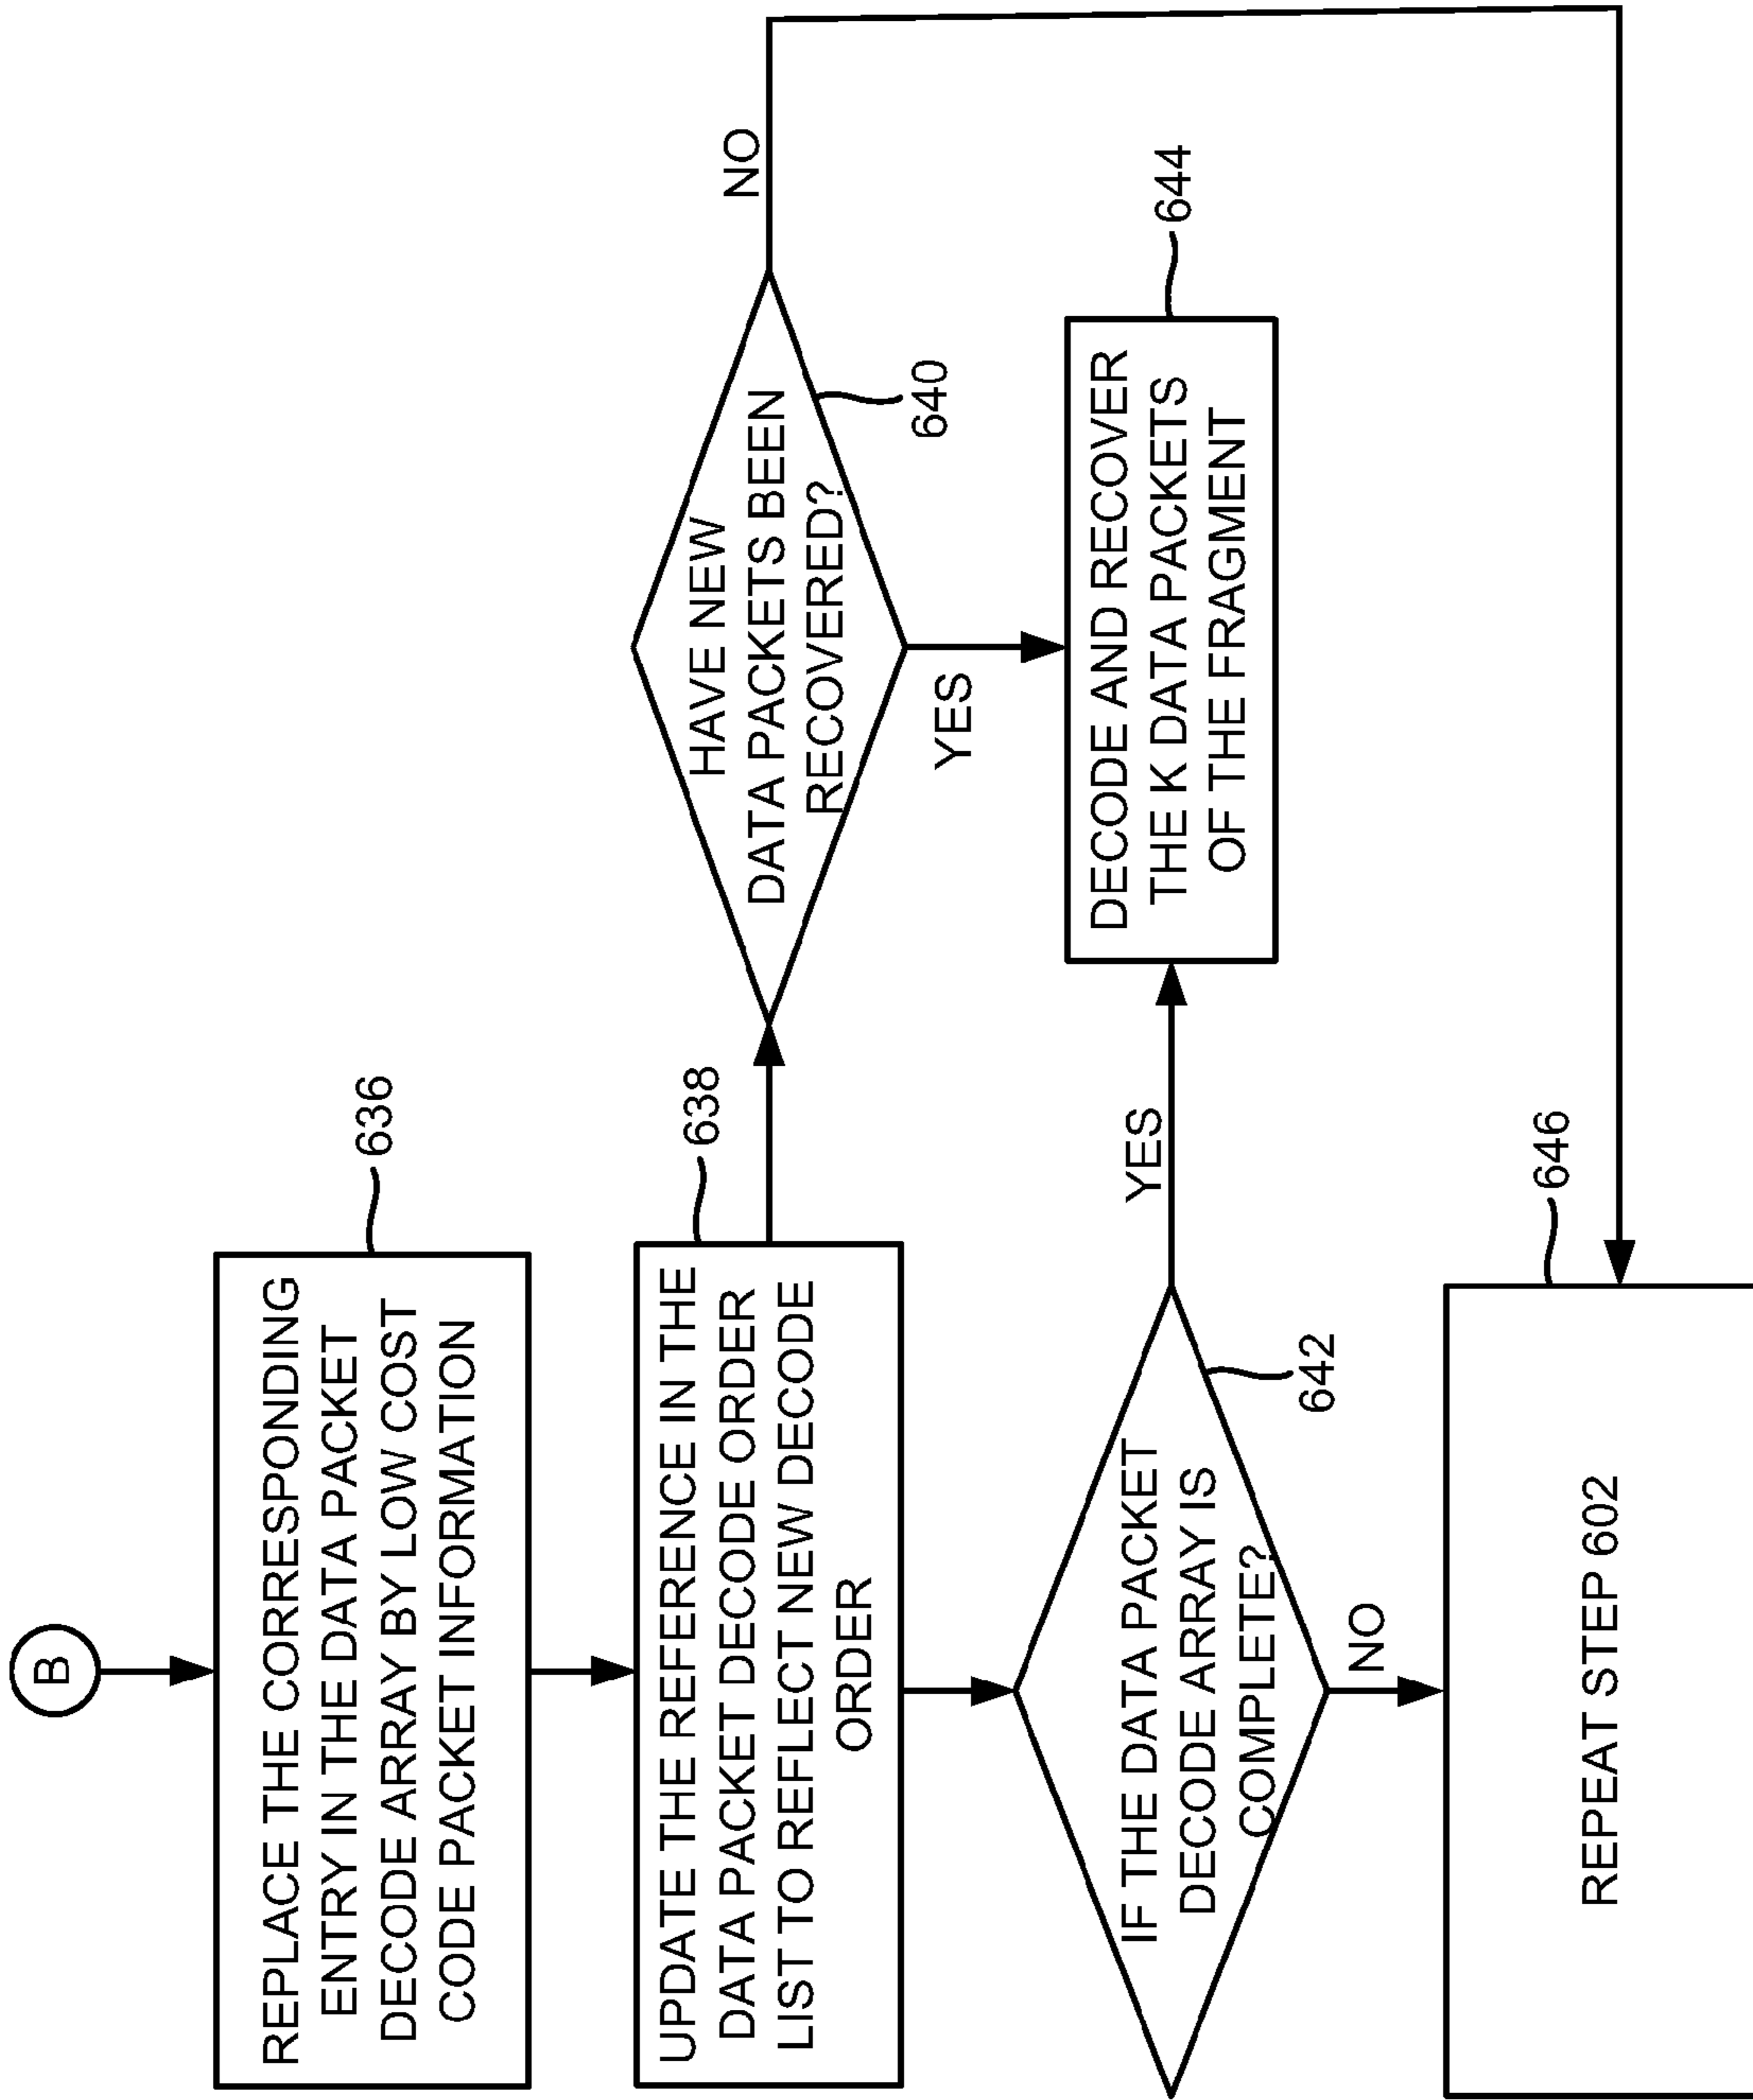 B
REPLACE THE CORRESPONDING
ENTRY IN THE DATA PACKET
DECODE ARRAY BY LOW COST
CODE PACKET INFORMATION
636
UPDATE THE REFERENCE IN THE
DATA PACKET DECODE ORDER
LIST TO REFLECT NEW DECODE
ORDER
638
HAVE NEW
DATA PACKETS BEEN
RECOVERED?
640
NO
YES
IF THE DATA PACKET
DECODE ARRAY IS
COMPLETE?
642
YES
NO
DECODE AND RECOVER
THE K DATA PACKETS
OF THE FRAGMENT
644
REPEAT STEP 602
646